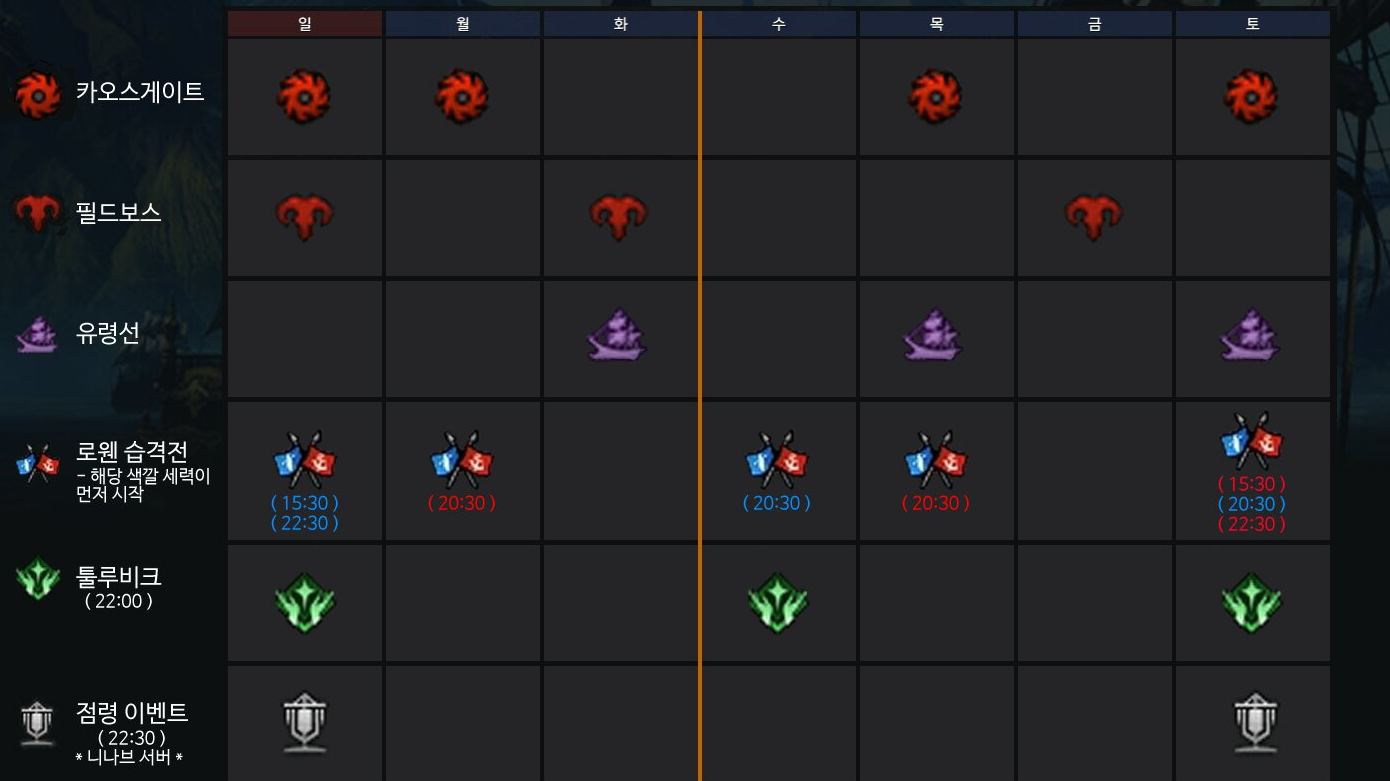 일 월 화 수 목 금 토
카오스게이트
필드보스
유령선
로웬 습격전
- 해당 색깔 세력이
먼저 시작
( 15:30 )
( 22:30 )
( 20:30 )
( 20:30 )
( 20:30 )
( 15:30 )
( 20:30 )
( 22:30 )
툴루비크
( 22:00 )
점령 이벤트
( 22:30 )
* 니나브 서버 *